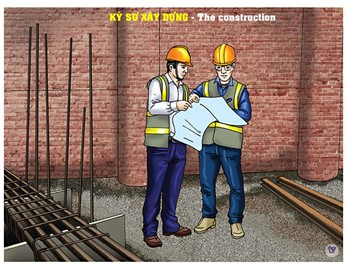 KỸ SƯ XÂY DỰNG - The construction